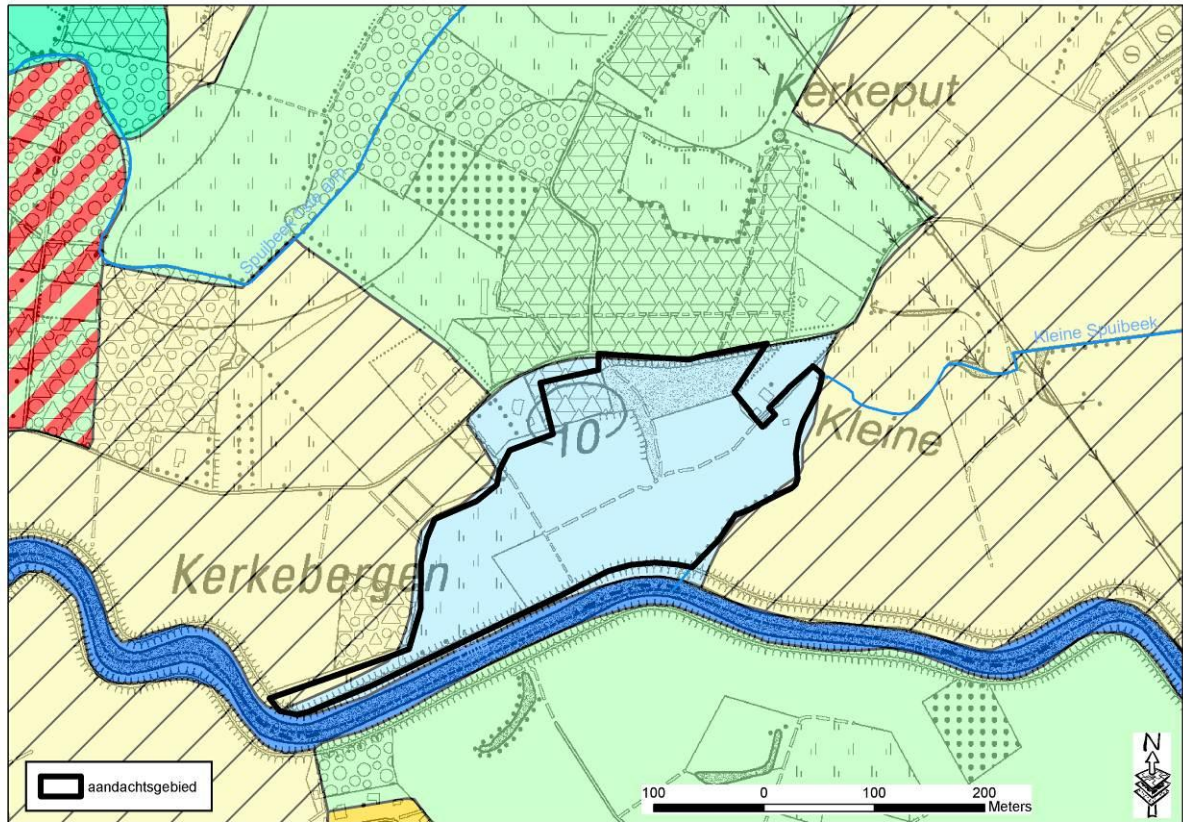 Kerkeput
Spuibeek
Kleine Spuibeek
Kleine
10
Kerkebergen
aandachtsgebied
100 0 100 200
Meters
N
S S
S S